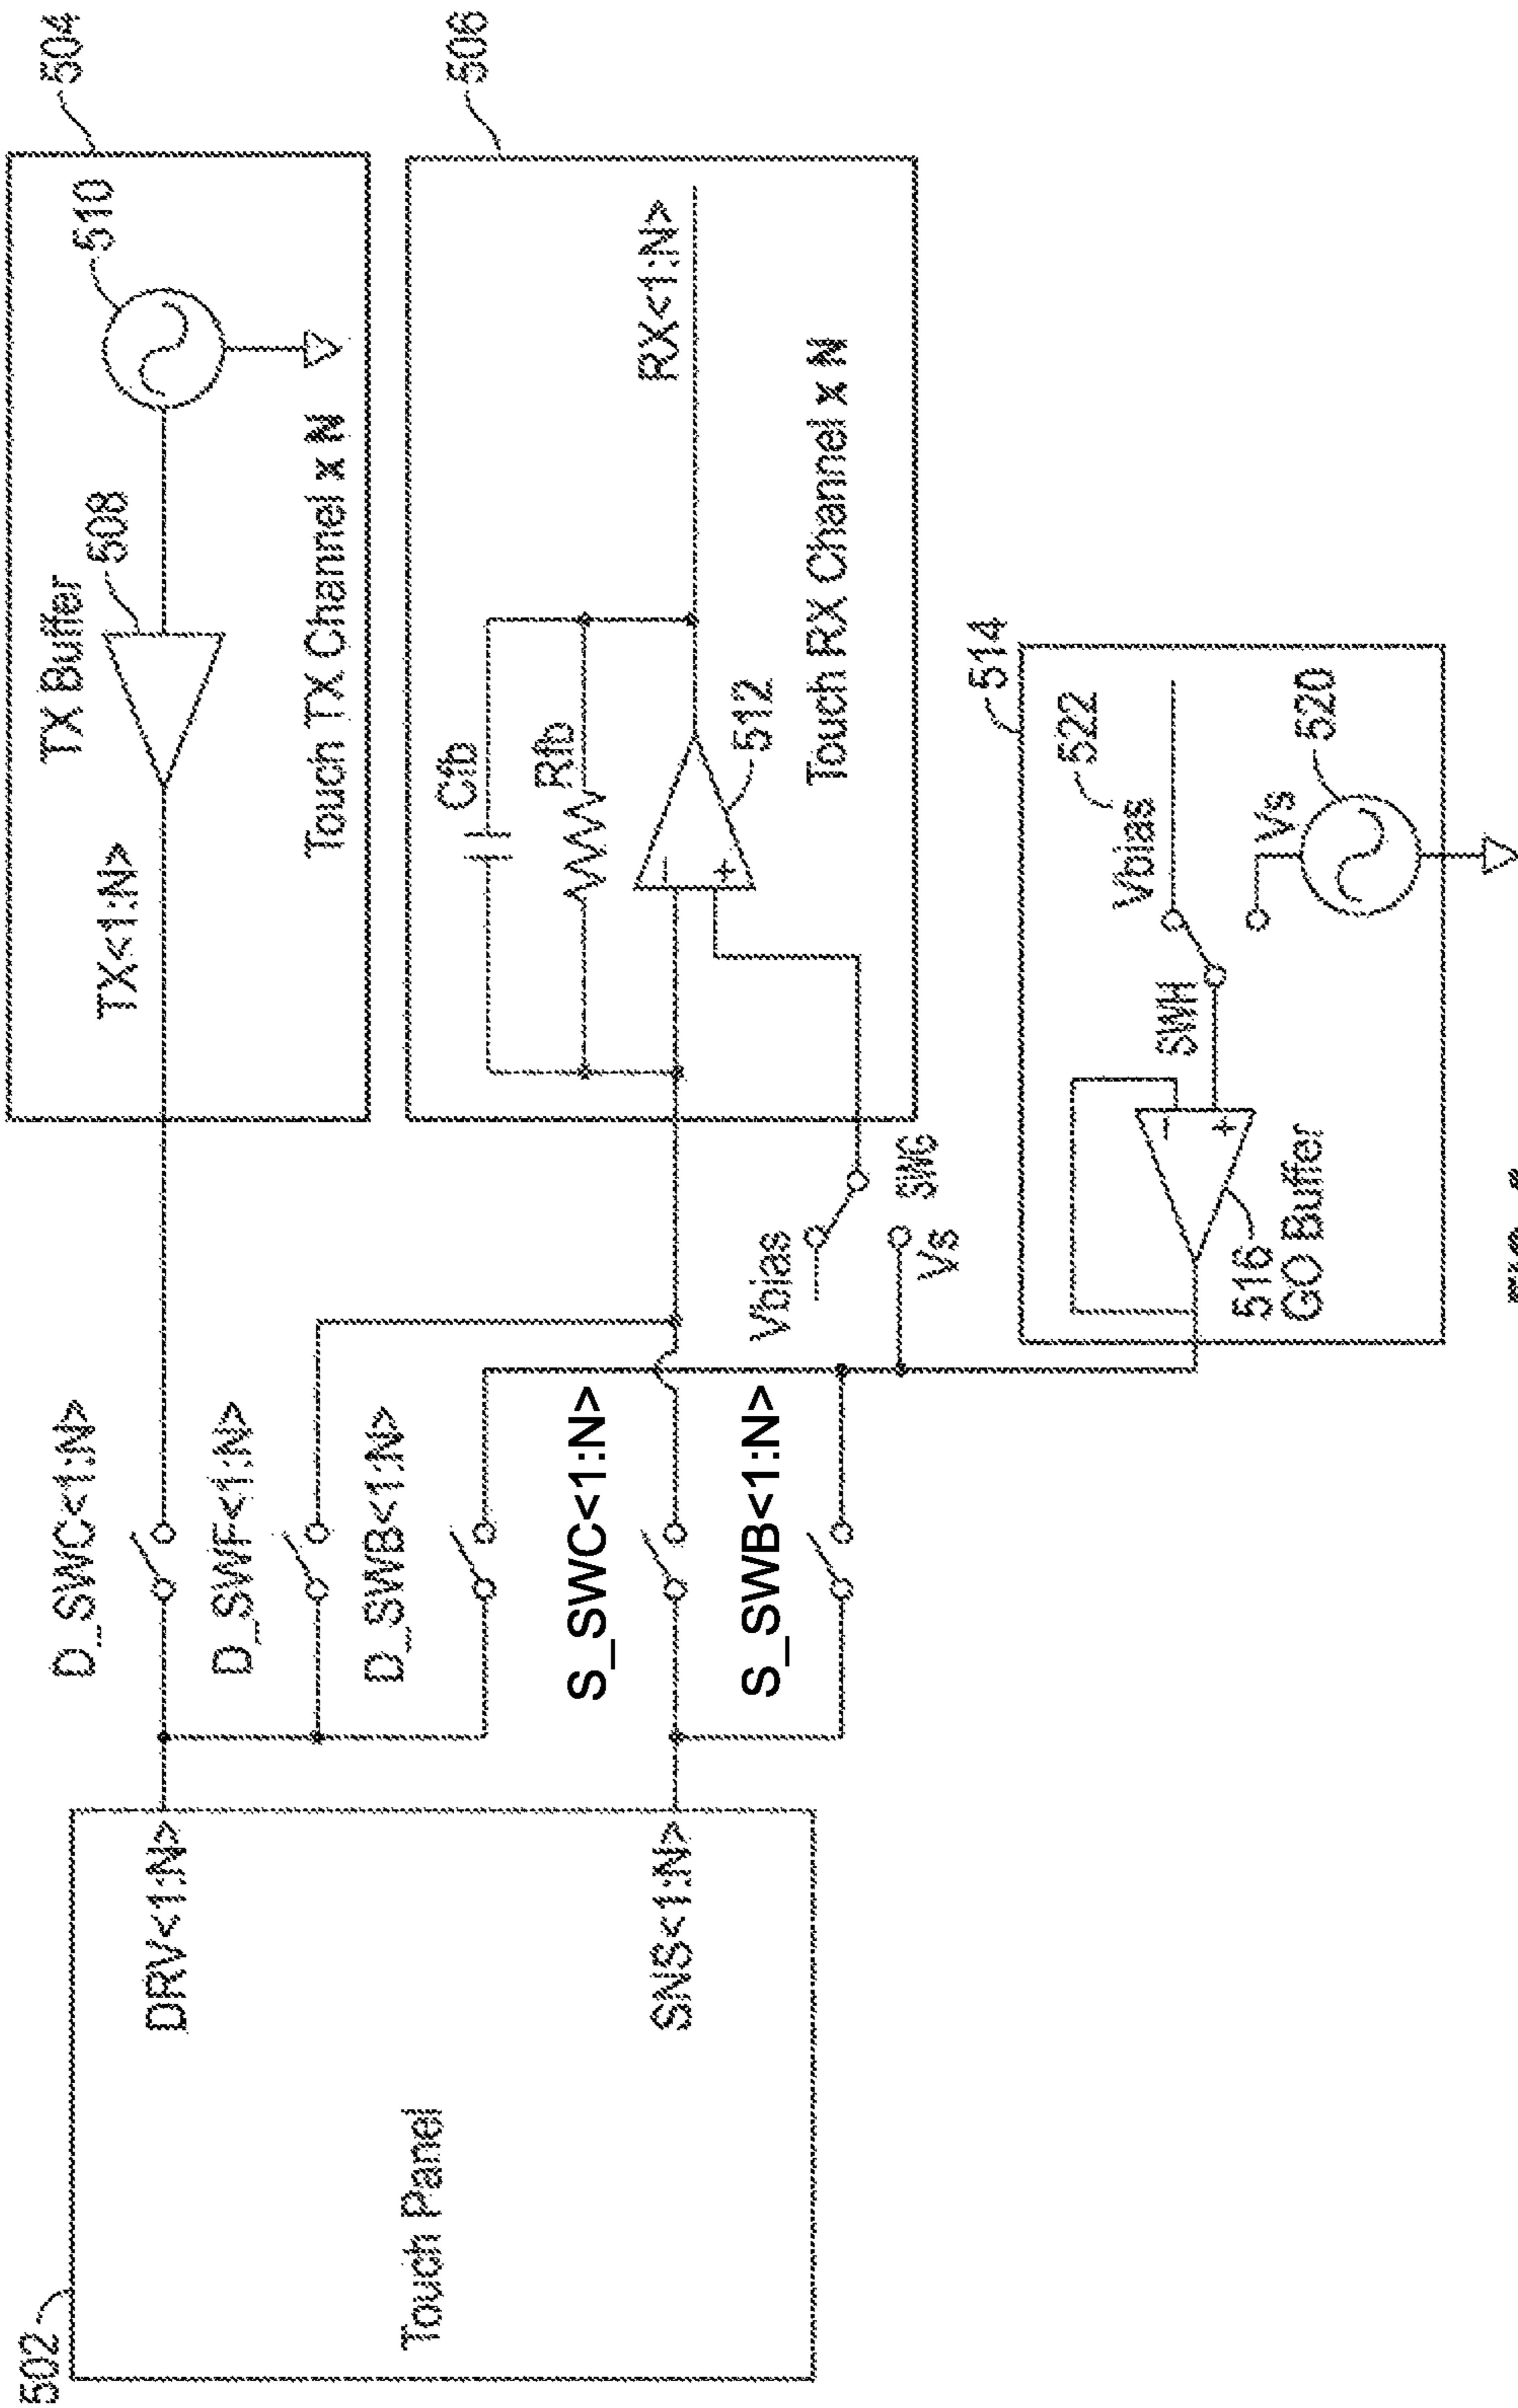 502
Touch Panel
DRV<1:N>
SNS<1:N>
D_SWC<1:N>
D_SWF<1:N>
D_SWB<1:N>
S_SWC<1:N>
S_SWB<1:N>
504
TX<1:N>
TX Buffer
508
510
Touch TX Channel x N
506
Cfb
Rfb
−
+
512
RX<1:N>
Touch RX Channel x N
Vbias
SWG
Vs
514
−
+
516
GO Buffer
SWH
Vbias
522
Vs
520